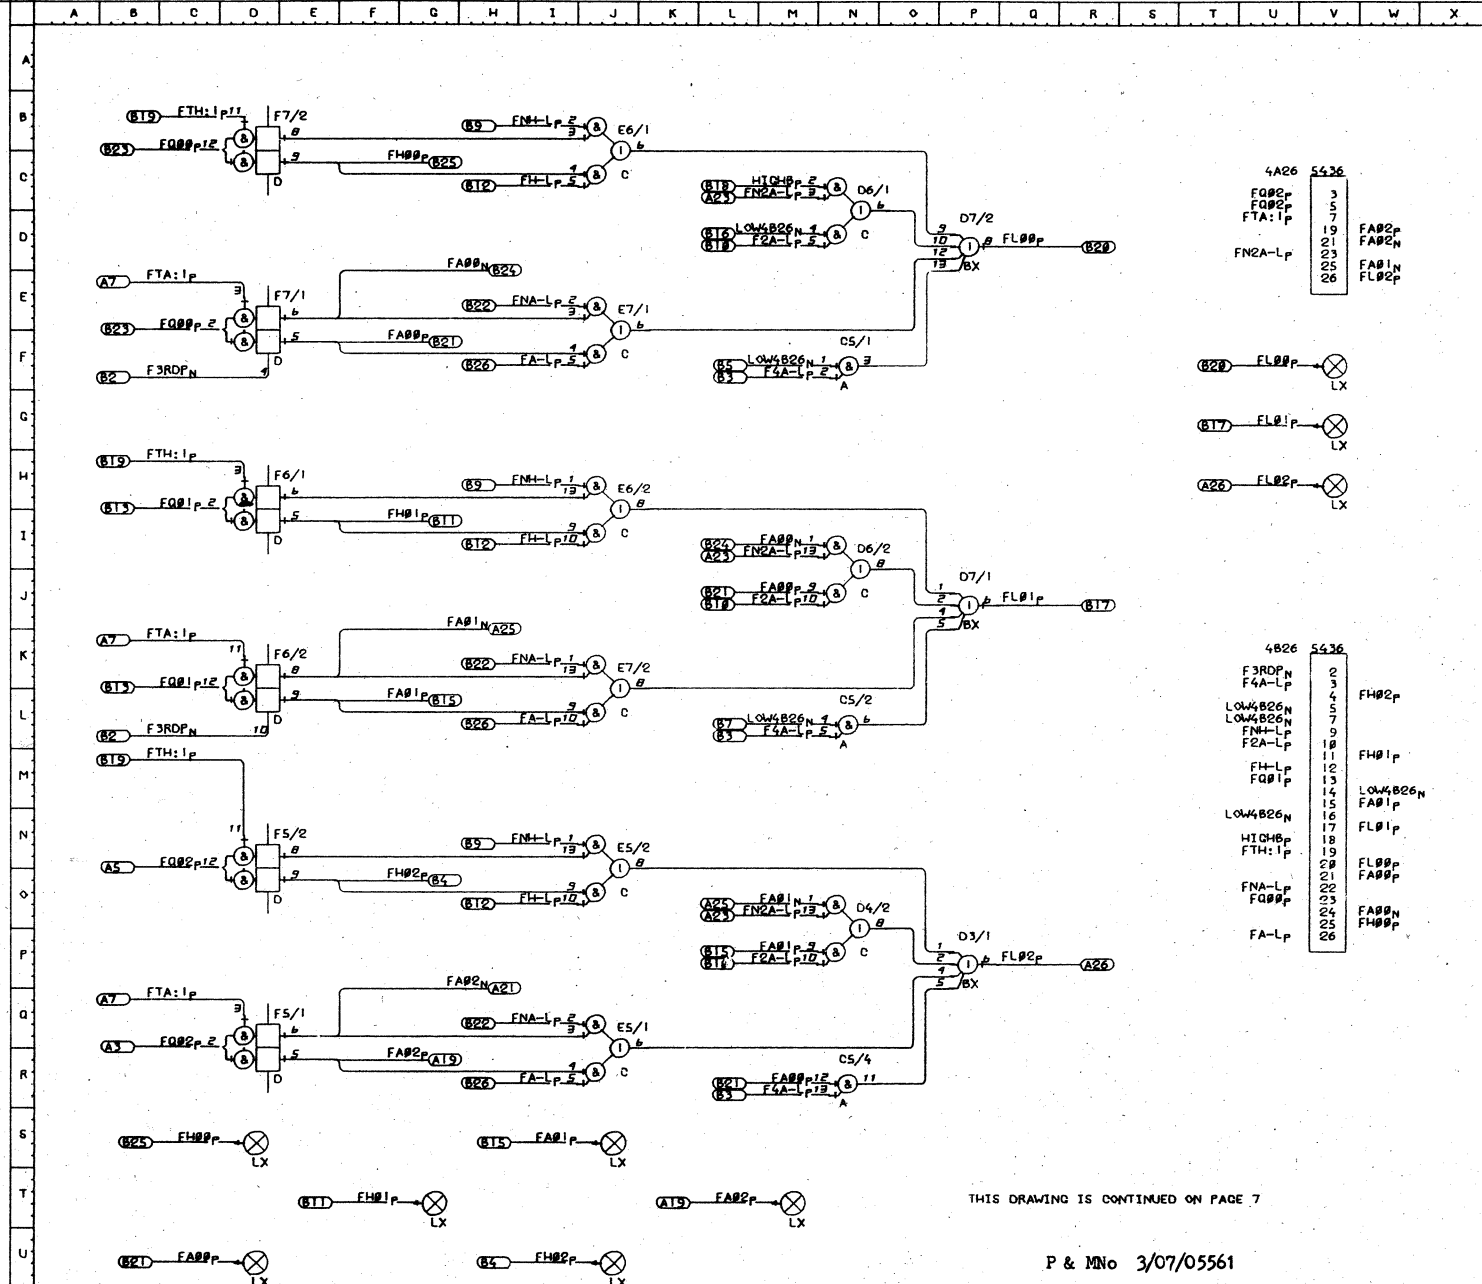 A B C D E F G H I J K L M N O P Q R S T U V W X
A
B
C
D
E
F
G
H
I
J
K
L
M
N
O
P
Q
R
S
T
U
B19 FTH:1P 11 F7/2
B23 FQ00P 12 & & 8 9 D
FH00P B25
B9 FNH-LP 2 3 & E6/1
B12 FH-LP 4 5 & 1 6 C
B18 HIGHBP 2 &
A23 FN2A-LP 3 D6/1
B16 LOW4B26N 4 & 1 6 C
B10 F2A-LP 5
D7/2
9 10 12 13 1 8 BX FL00P B20
A7 FTA:1P 3 F7/1
B23 FQ00P 2 & & 6 5 D
B2 F3RDPN 4
FA00N B24
FA00P B21
B22 FNA-LP 2 3 & E7/1
B26 FA-LP 4 5 & 1 6 C
C5/1
B5 LOW4B26N 1 & 3
B3 F4A-LP 2 A
B19 FTH:1P 3 F6/1
B13 FQ01P 2 & & 6 5 D
FH01P B11
B9 FNH-LP 1 13 & E6/2
B12 FH-LP 9 10 & 1 8 C
B24 FA00N 1 &
A23 FN2A-LP 13 D6/2
B21 FA00P 9 & 1 8 C
B10 F2A-LP 10
D7/1
1 2 4 5 1 6 BX FL01P B17
A7 FTA:1P 11 F6/2
B13 FQ01P 12 & & 8 9 D
B2 F3RDPN 10
FA01N A25
FA01P B15
B22 FNA-LP 1 13 & E7/2
B26 FA-LP 9 10 & 1 8 C
C5/2
B7 LOW4B26N 4 & 6
B3 F4A-LP 5 A
B19 FTH:1P
11 F5/2
A5 FQ02P 12 & & 8 9 D
FH02P B4
B9 FNH-LP 1 13 & E5/2
B12 FH-LP 9 10 & 1 8 C
A25 FA01N 1 &
A23 FN2A-LP 13 D4/2
B15 FA01P 9 & 1 8 C
F2A-LP 10
D3/1
1 2 4 5 1 6 BX FL02P A26
A7 FTA:1P 3 F5/1
A3 FQ02P 2 & & 6 5 D
FA02N A21
FA02P A19
B22 FNA-LP 2 3 & E5/1
B26 FA-LP 4 5 & 1 6 C
C5/4
B21 FA00P 12 & 11
B3 F4A-LP 13 A
B25 FH00P LX
B15 FA01P LX
B11 FH01P LX
A19 FA02P LX
B21 FA00P LX
B4 FH02P LX
4A26 5436
FQ02P 3
FQ02P 5
FTA:1P 7
19 FA02P
21 FA02N
FN2A-LP 23
25 FA01N
26 FL02P
B20 FL00P LX
B17 FL01P LX
A26 FL02P LX
4B26 5436
F3RDPN 2
F4A-LP 3
4 FH02P
LOW4B26N 5
LOW4B26N 7
FNH-LP 9
F2A-LP 10
11 FH01P
FH-LP 12
FQ01P 13
14 LOW4B26N
15 FA01P
LOW4B26N 16
17 FL01P
HIGHBP 18
FTH:1P 19
20 FL00P
21 FA00P
FNA-LP 22
FQ00P 23
24 FA00N
25 FH00P
FA-LP 26
THIS DRAWING IS CONTINUED ON PAGE 7
P & MNo 3/07/05561